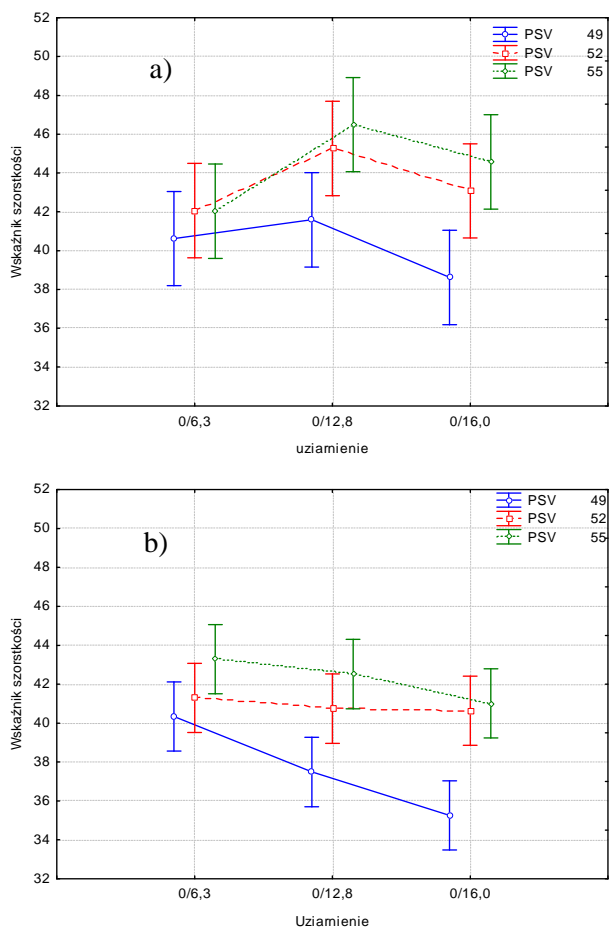 52
50
48
46
44
42
40
38
36
34
32
Wskaźnik szorstkości
a)
PSV 49
PSV 52
PSV 55
0/6,3 0/12,8 0/16,0
uziarnienie
52
50
48
46
44
42
40
38
36
34
32
Wskaźnik szorstkości
b)
PSV 49
PSV 52
PSV 55
0/6,3 0/12,8 0/16,0
Uziarnienie